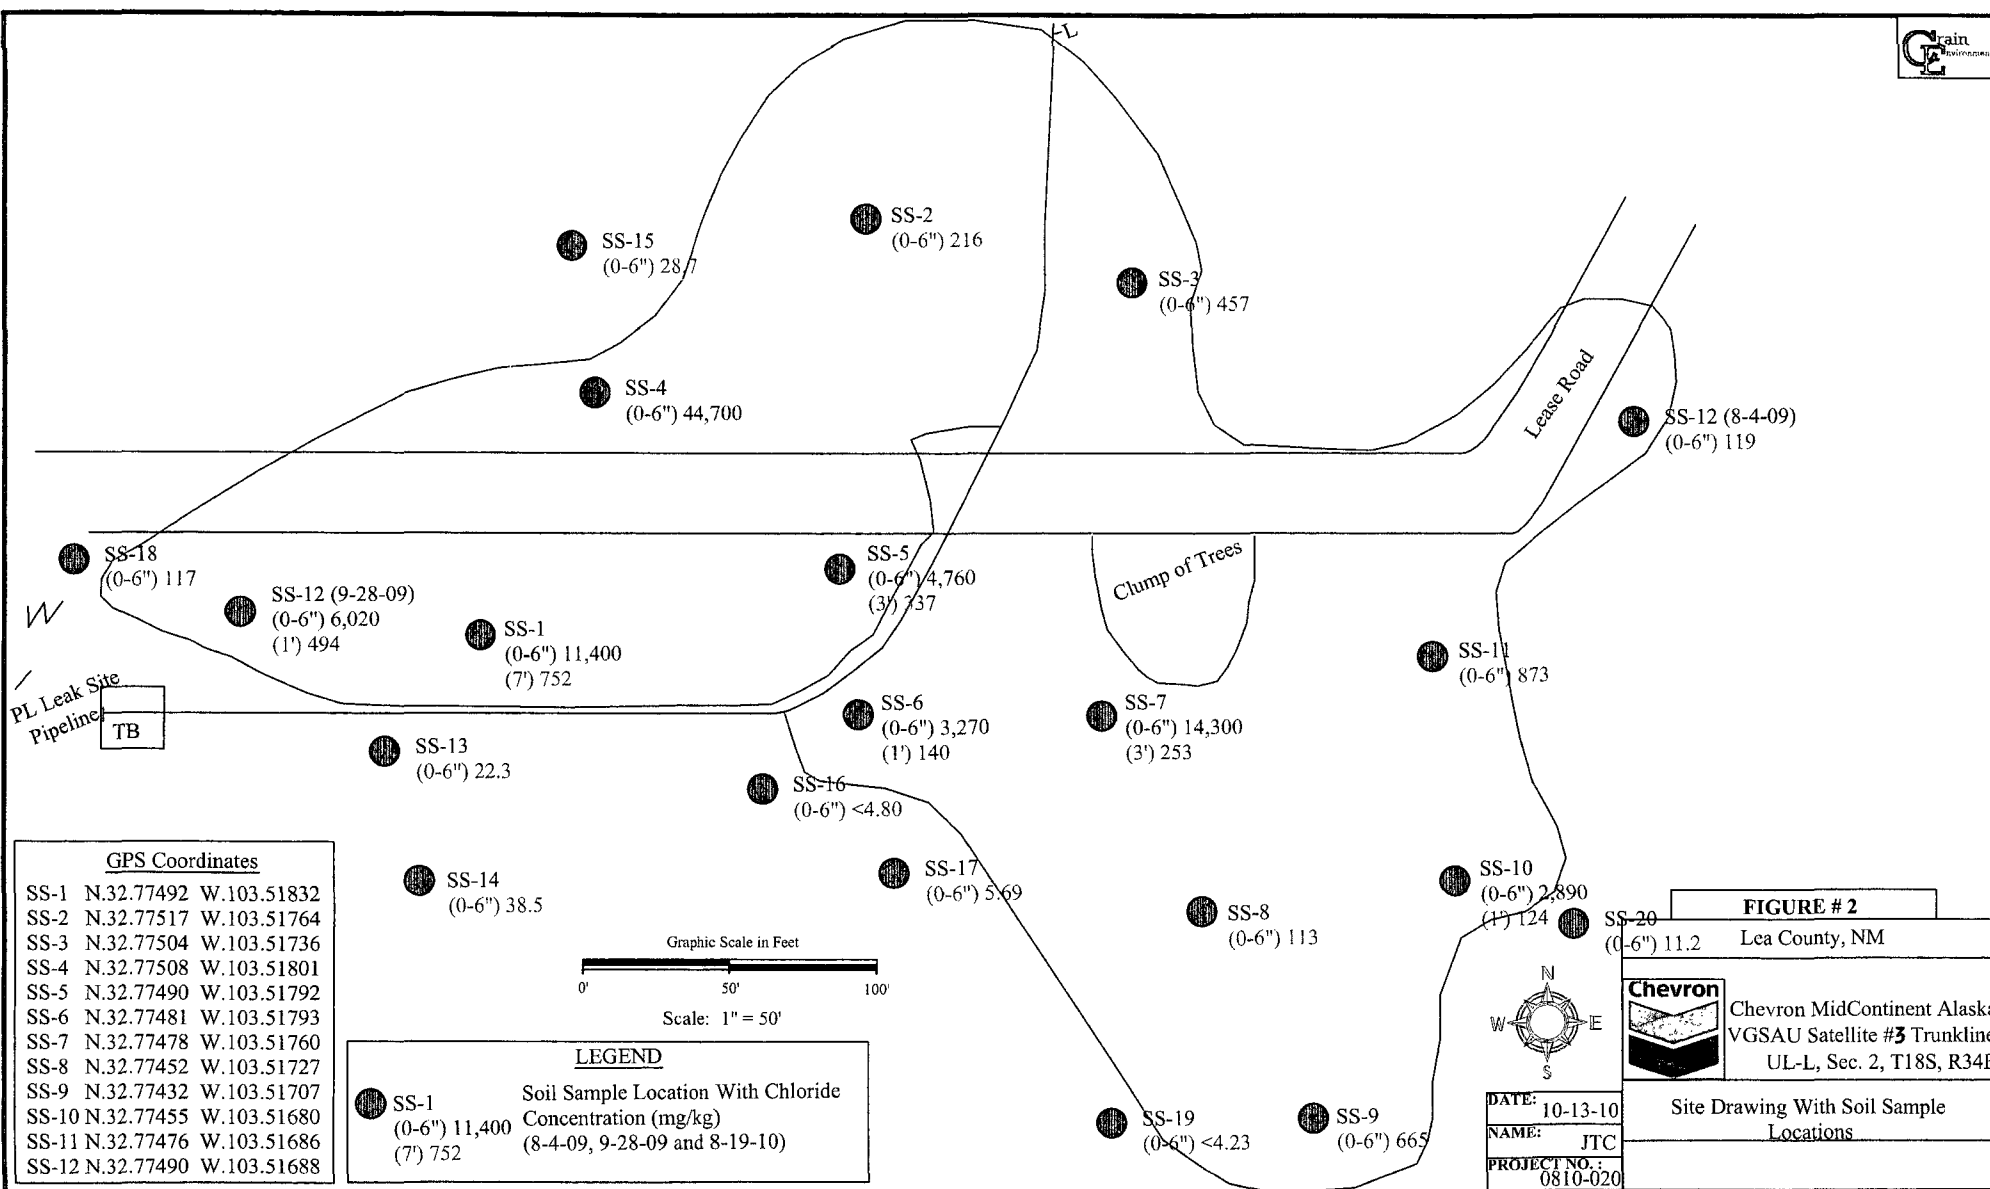 L
rain
nvironmen
SS-15
(0-6") 28.7
SS-2
(0-6") 216
SS-3
(0-6") 457
SS-4
(0-6") 44,700
Lease Road
SS-12 (8-4-09)
(0-6") 119
SS-18
(0-6") 117
SS-12 (9-28-09)
(0-6") 6,020
(1') 494
SS-1
(0-6") 11,400
(7') 752
SS-5
(0-6") 4,760
(3') 337
Clump of Trees
SS-11
(0-6") 873
W
PL Leak Site
Pipeline
TB
SS-13
(0-6") 22.3
SS-6
(0-6") 3,270
(1') 140
SS-7
(0-6") 14,300
(3') 253
SS-16
(0-6") <4.80
SS-14
(0-6") 38.5
SS-17
(0-6") 5.69
SS-8
(0-6") 113
SS-10
(0-6") 2,890
(1') 124
SS-20
(0-6") 11.2
SS-19
(0-6") <4.23
SS-9
(0-6") 665
GPS Coordinates
SS-1 N.32.77492 W.103.51832
SS-2 N.32.77517 W.103.51764
SS-3 N.32.77504 W.103.51736
SS-4 N.32.77508 W.103.51801
SS-5 N.32.77490 W.103.51792
SS-6 N.32.77481 W.103.51793
SS-7 N.32.77478 W.103.51760
SS-8 N.32.77452 W.103.51727
SS-9 N.32.77432 W.103.51707
SS-10 N.32.77455 W.103.51680
SS-11 N.32.77476 W.103.51686
SS-12 N.32.77490 W.103.51688
Graphic Scale in Feet
0' 50' 100'
Scale: 1" = 50'
LEGEND
SS-1
(0-6") 11,400
(7') 752
Soil Sample Location With Chloride
Concentration (mg/kg)
(8-4-09, 9-28-09 and 8-19-10)
N
W E
S
FIGURE # 2
Lea County, NM
Chevron
Chevron MidContinent Alaska
VGSAU Satellite #3 Trunkline
UL-L, Sec. 2, T18S, R34E
DATE: 10-13-10
NAME: JTC
PROJECT NO. : 0810-020
Site Drawing With Soil Sample
Locations